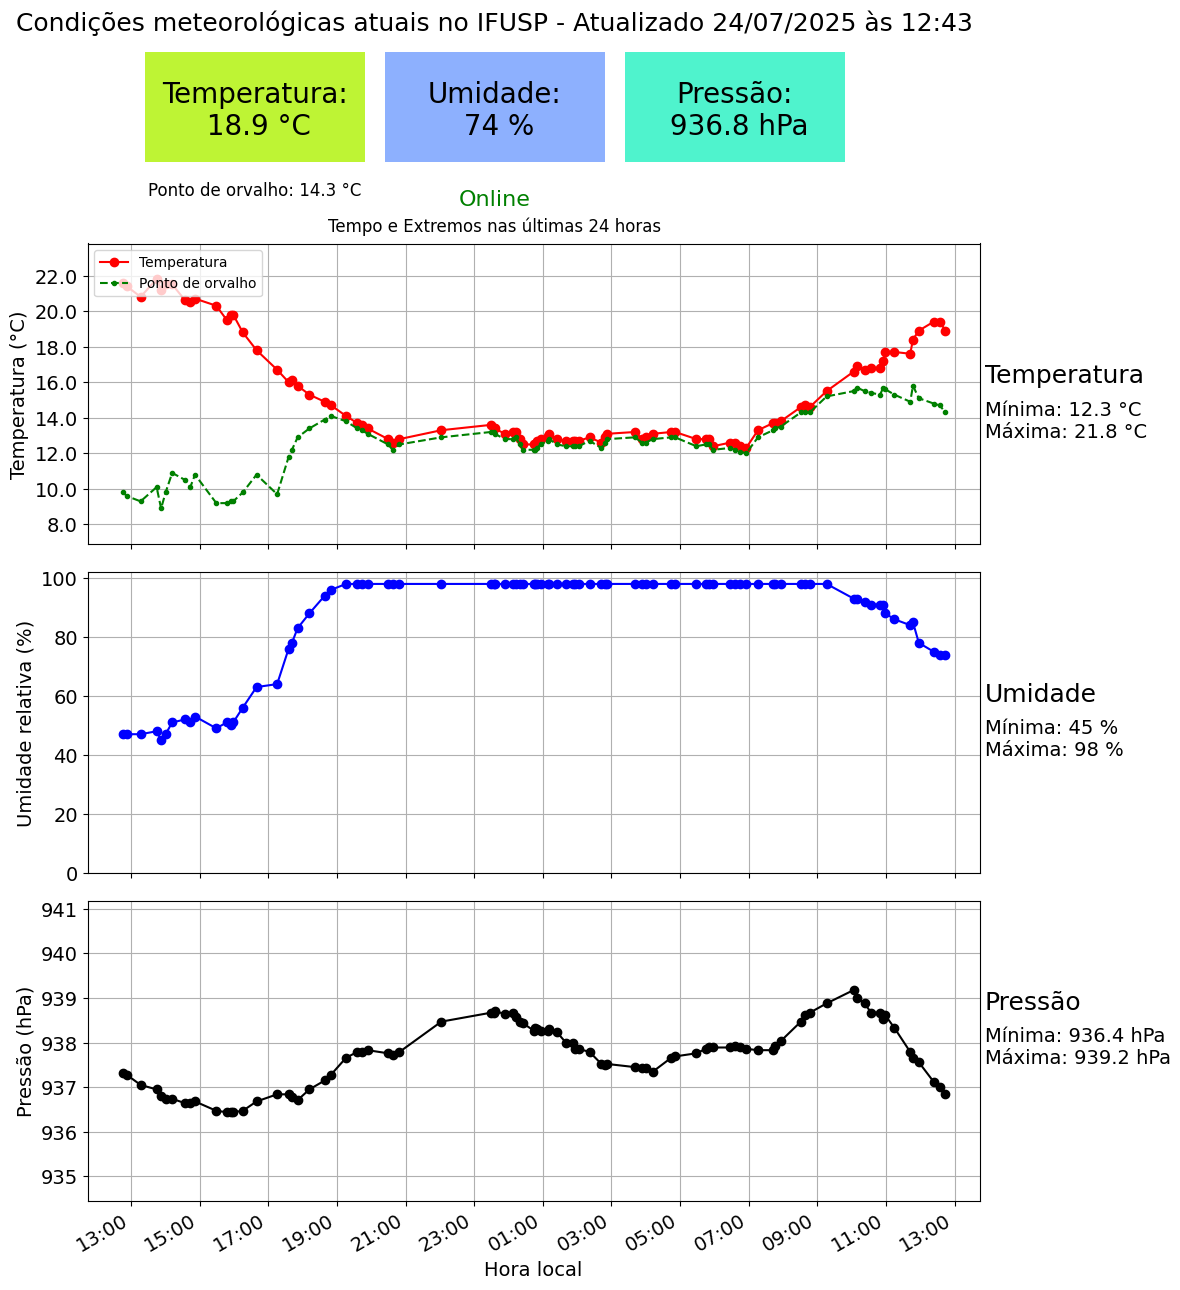 Condições meteorológicas atuais no IFUSP - Atualizado 24/07/2025 às 12:43
Temperatura:
18.9 °C
Umidade:
74 %
Pressão:
936.8 hPa
Ponto de orvalho: 14.3 °C
Online
Tempo e Extremos nas últimas 24 horas
Temperatura
Ponto de orvalho
Temperatura (°C)
22.0
20.0
18.0
16.0
14.0
12.0
10.0
8.0
Temperatura
Mínima: 12.3 °C
Máxima: 21.8 °C
Umidade relativa (%)
100
80
60
40
20
0
Umidade
Mínima: 45 %
Máxima: 98 %
Pressão (hPa)
941
940
939
938
937
936
935
Pressão
Mínima: 936.4 hPa
Máxima: 939.2 hPa
13:00 15:00 17:00 19:00 21:00 23:00 01:00 03:00 05:00 07:00 09:00 11:00 13:00
Hora local